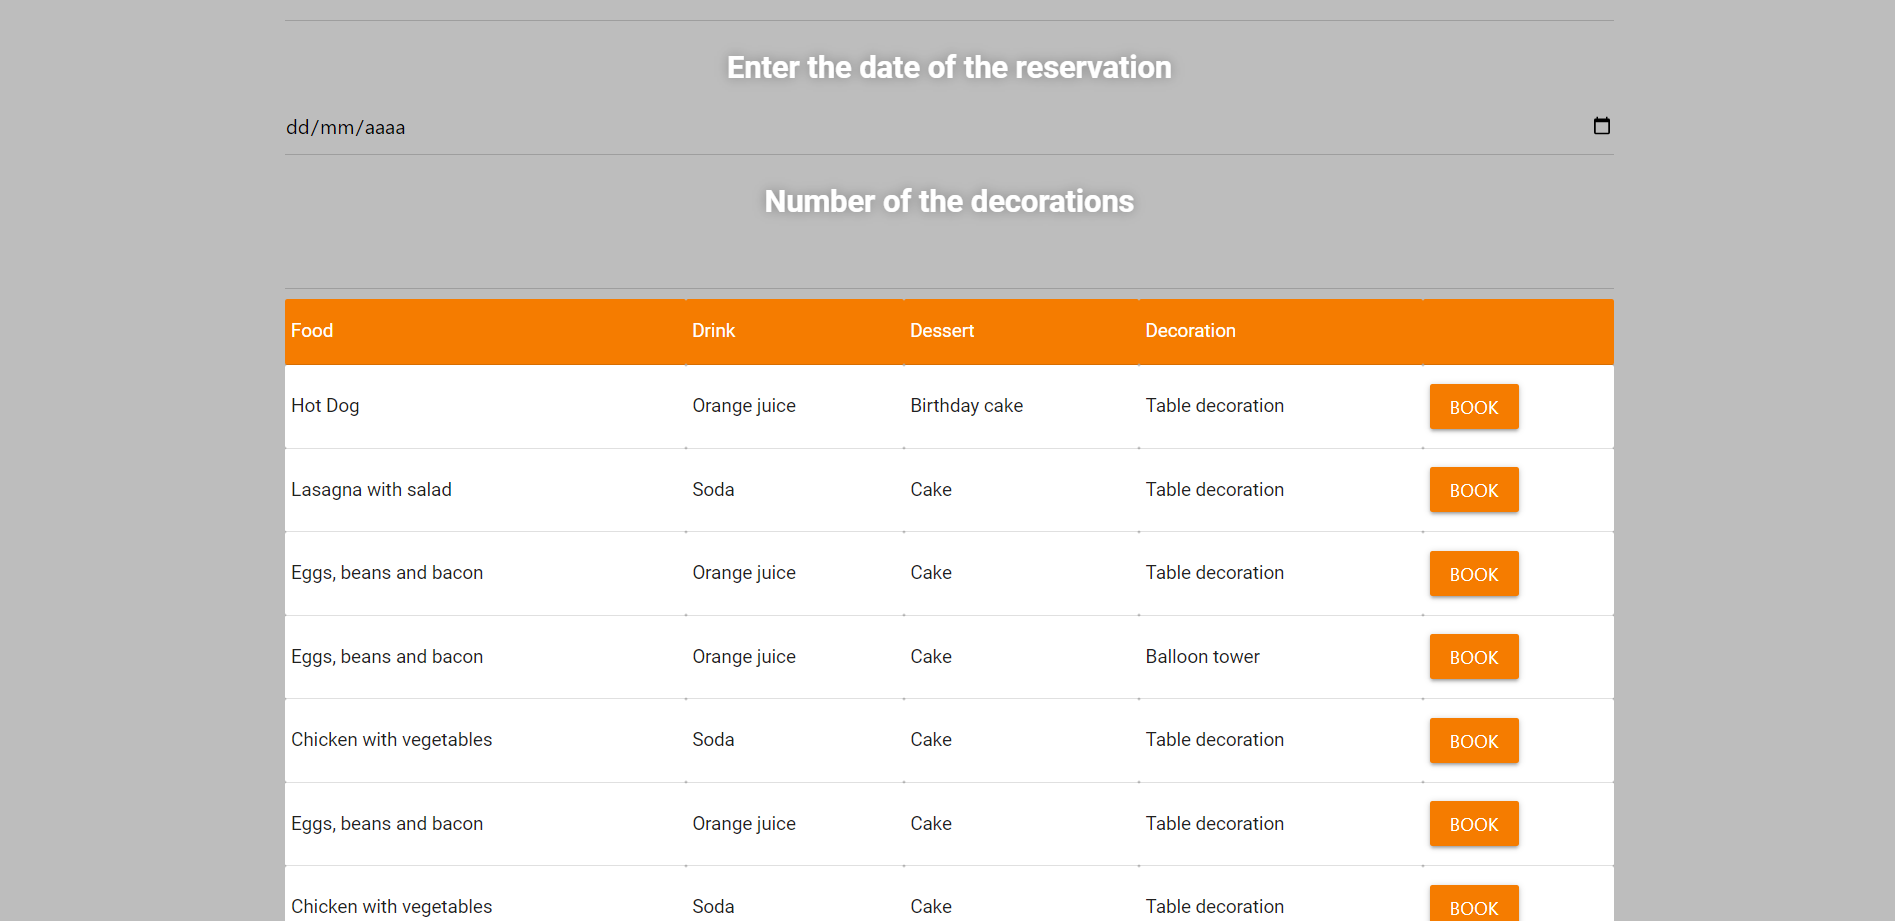 Enter the date of the reservation
dd/mm/aaaa
Number of the decorations
Food Drink Dessert Decoration
Hot Dog Orange juice Birthday cake Table decoration BOOK
Lasagna with salad Soda Cake Table decoration BOOK
Eggs, beans and bacon Orange juice Cake Table decoration BOOK
Eggs, beans and bacon Orange juice Cake Balloon tower BOOK
Chicken with vegetables Soda Cake Table decoration BOOK
Eggs, beans and bacon Orange juice Cake Table decoration BOOK
Chicken with vegetables Soda Cake Table decoration BOOK